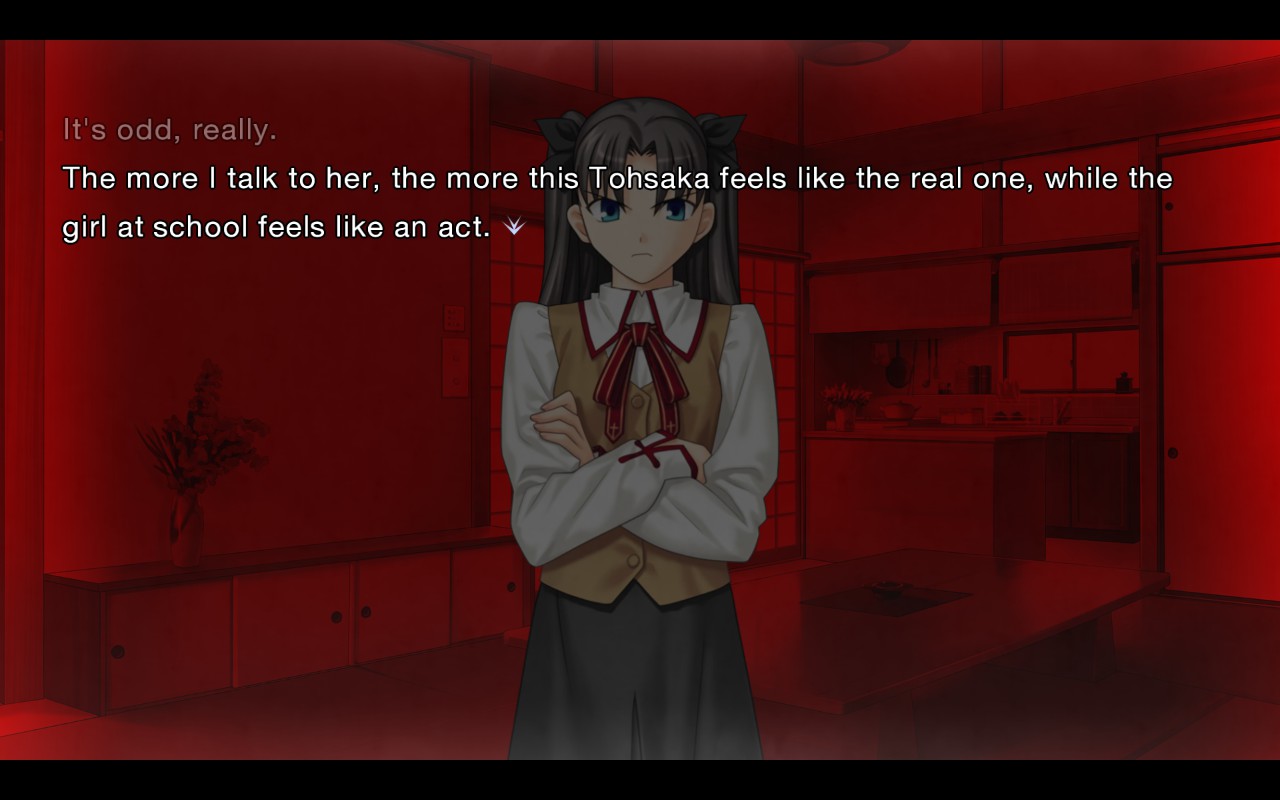 It's odd, really.
The more I talk to her, the more this Tohsaka feels like the real one, while the
girl at school feels like an act.